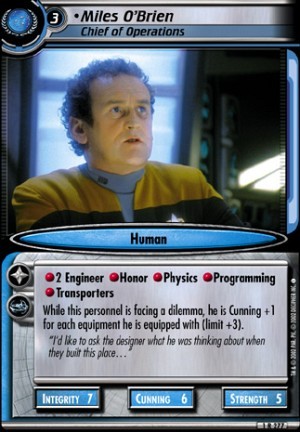 3 •Miles O'Brien
Chief of Operations
Human
•2 Engineer •Honor •Physics •Programming
•Transporters
While this personnel is facing a dilemma, he is Cunning +1
for each equipment he is equipped with (limit +3).
"I'd like to ask the designer what he was thinking about when
they built this place…"
INTEGRITY 7 CUNNING 6 STRENGTH 5